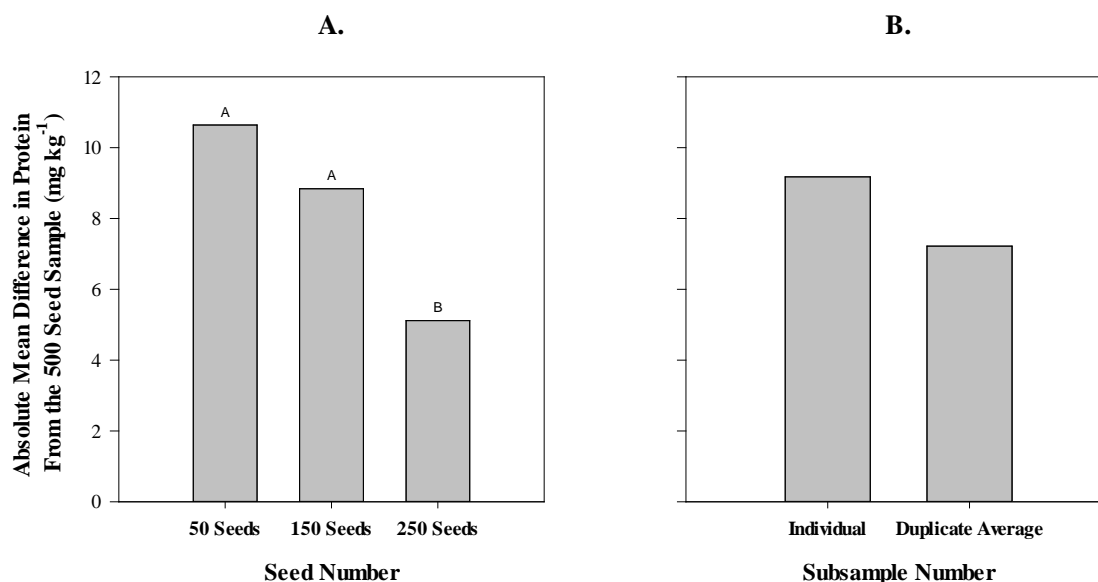 A.
B.
Absolute Mean Difference in Protein
From the 500 Seed Sample (mg kg⁻¹)
12
10
8
6
4
2
0
A
A
B
50 Seeds 150 Seeds 250 Seeds
Seed Number
Individual Duplicate Average
Subsample Number